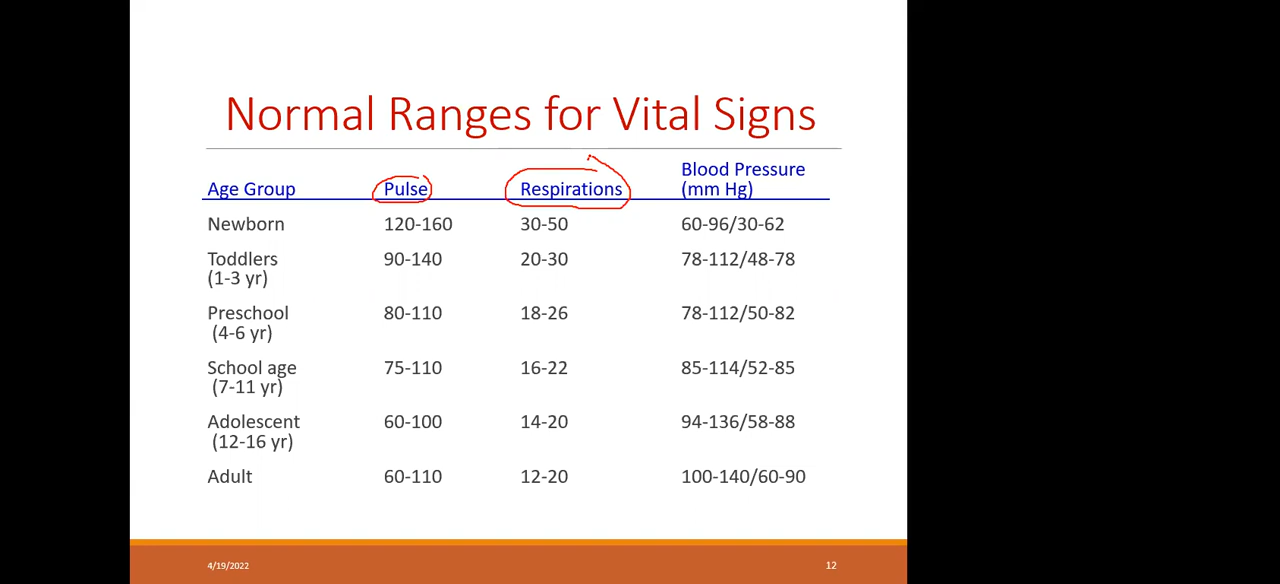 Normal Ranges for Vital Signs
Age Group Pulse Respirations Blood Pressure
(mm Hg)
Newborn 120-160 30-50 60-96/30-62
Toddlers 90-140 20-30 78-112/48-78
(1-3 yr)
Preschool 80-110 18-26 78-112/50-82
(4-6 yr)
School age 75-110 16-22 85-114/52-85
(7-11 yr)
Adolescent 60-100 14-20 94-136/58-88
(12-16 yr)
Adult 60-110 12-20 100-140/60-90
4/19/2022 12